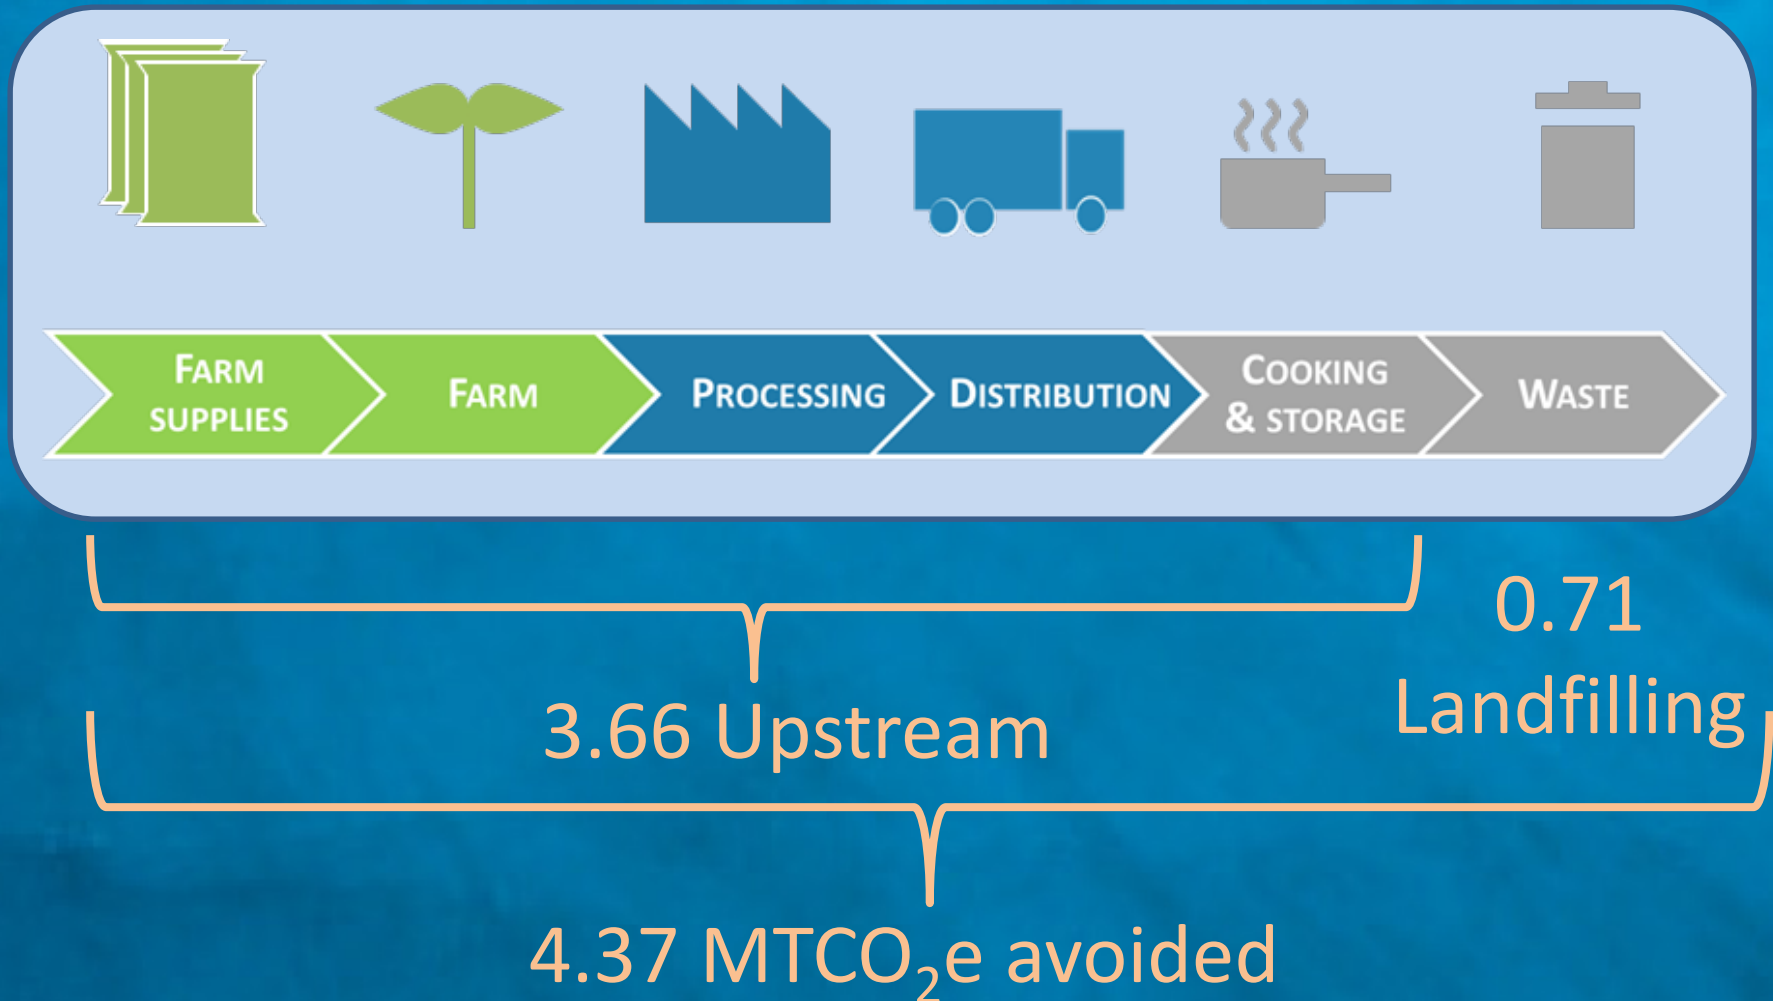 FARM
SUPPLIES
FARM
PROCESSING
DISTRIBUTION
COOKING
& STORAGE
WASTE
0.71
Landfilling
3.66 Upstream
4.37 MTCO₂e avoided